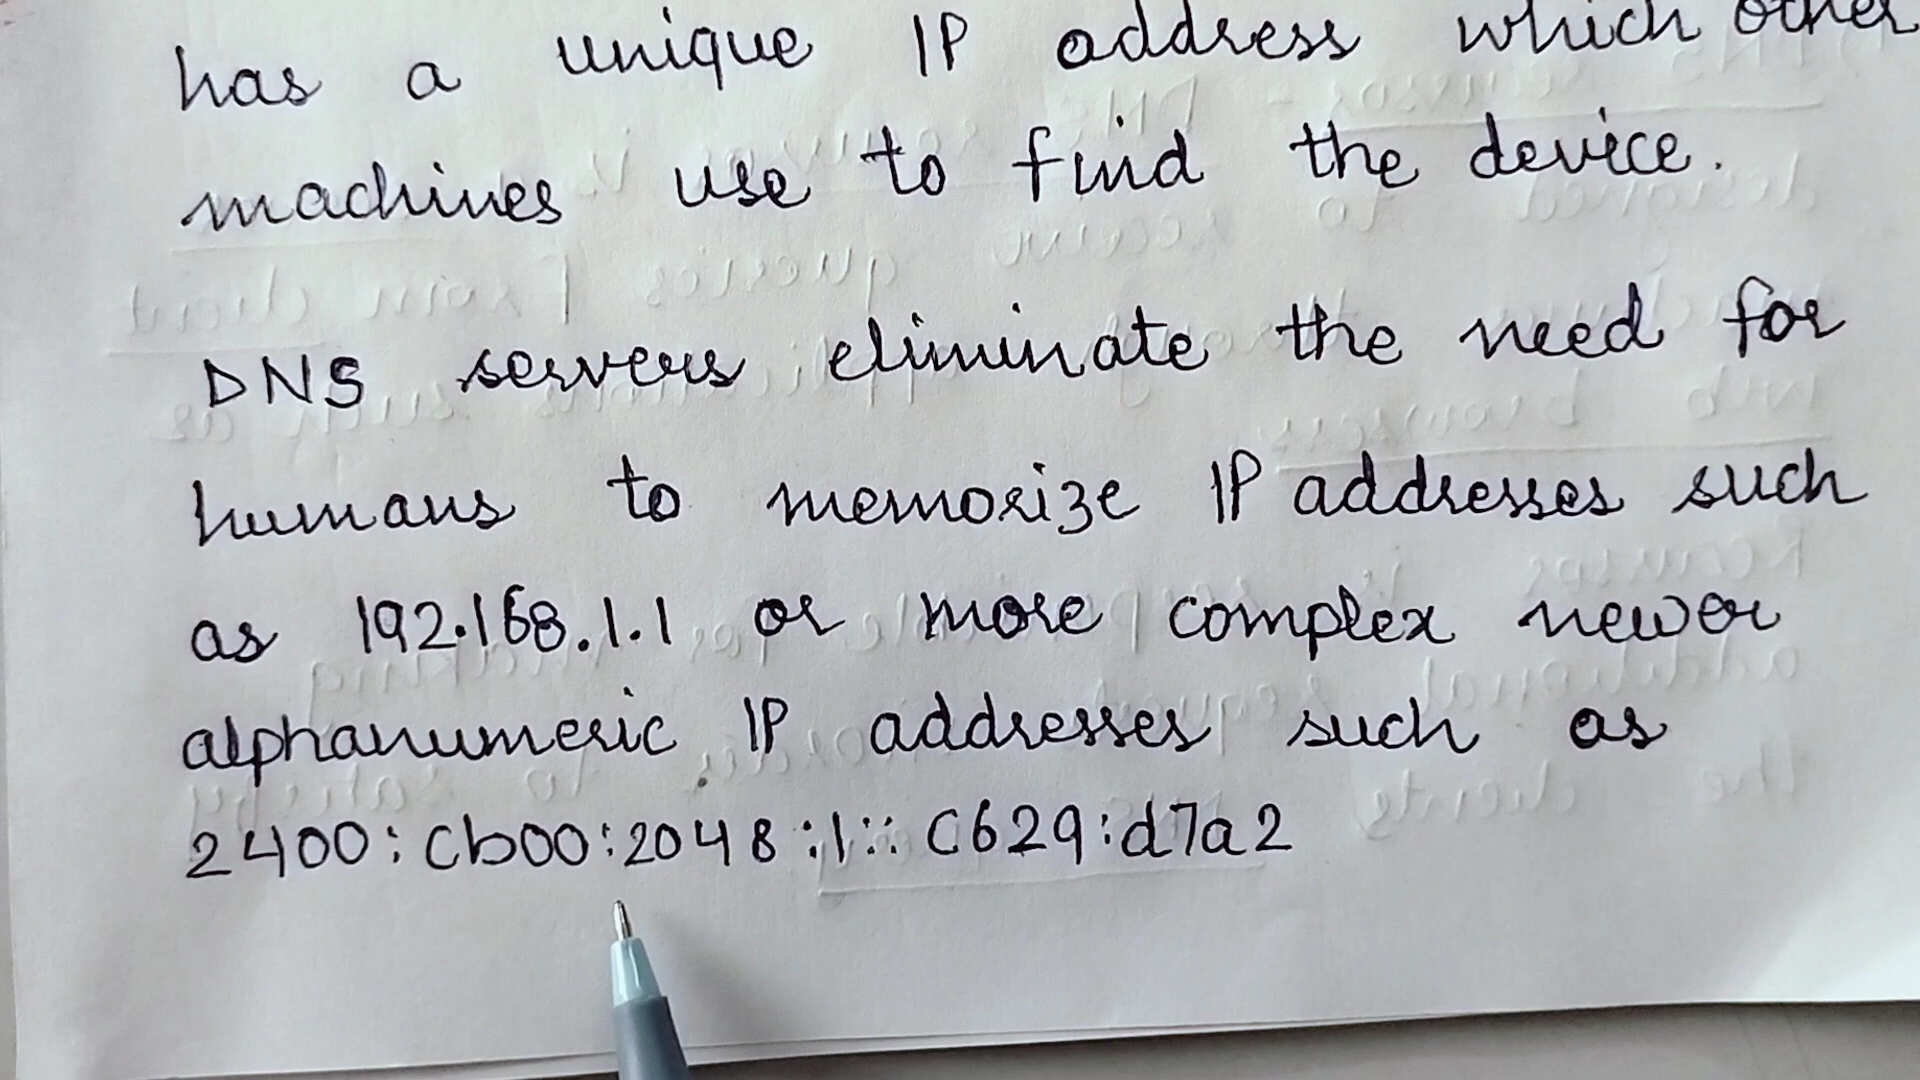 has a unique IP address which other
machines use to find the device.
DNS servers eliminate the need for
humans to memorize IP addresses such
as 192.168.1.1 or more complex newer
alphanumeric IP addresses such as
2400:cb00:2048:1::c629:d7a2